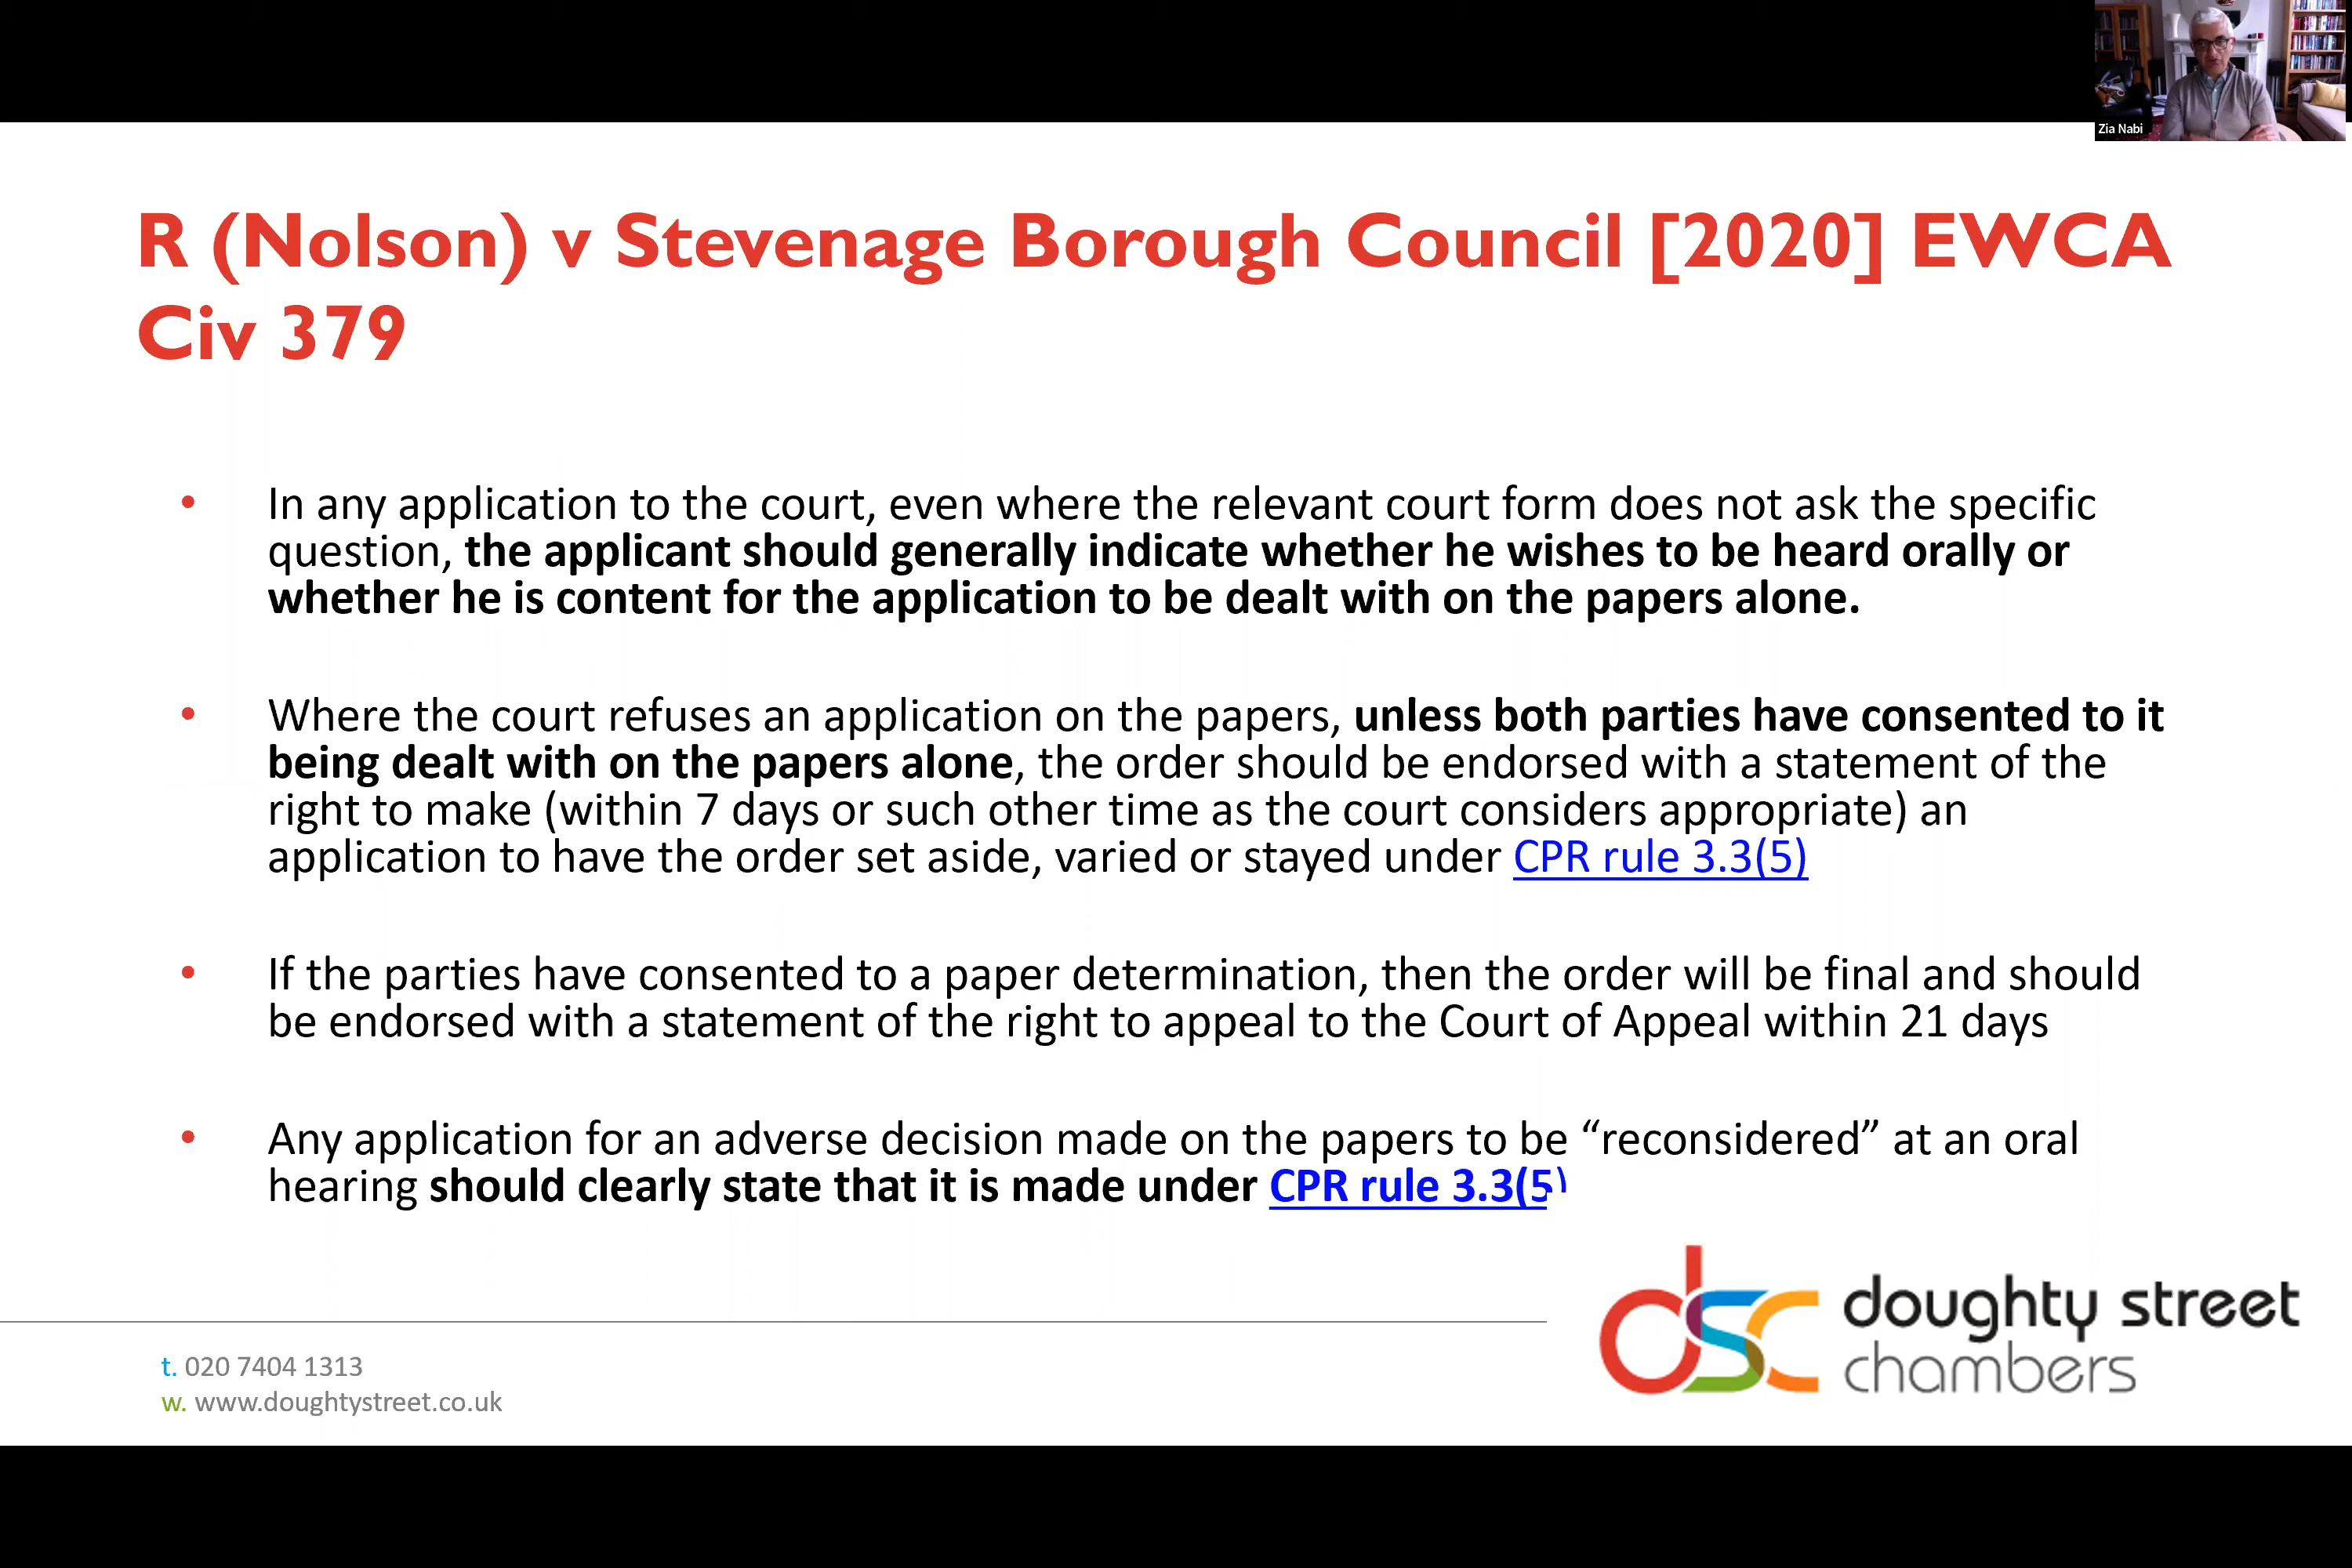 Zia Nabi
R (Nolson) v Stevenage Borough Council [2020] EWCA
Civ 379
• In any application to the court, even where the relevant court form does not ask the specific
question, the applicant should generally indicate whether he wishes to be heard orally or
whether he is content for the application to be dealt with on the papers alone.
• Where the court refuses an application on the papers, unless both parties have consented to it
being dealt with on the papers alone, the order should be endorsed with a statement of the
right to make (within 7 days or such other time as the court considers appropriate) an
application to have the order set aside, varied or stayed under CPR rule 3.3(5)
• If the parties have consented to a paper determination, then the order will be final and should
be endorsed with a statement of the right to appeal to the Court of Appeal within 21 days
• Any application for an adverse decision made on the papers to be “reconsidered” at an oral
hearing should clearly state that it is made under CPR rule 3.3(5)
dsc doughty street
chambers
t. 020 7404 1313
w. www.doughtystreet.co.uk